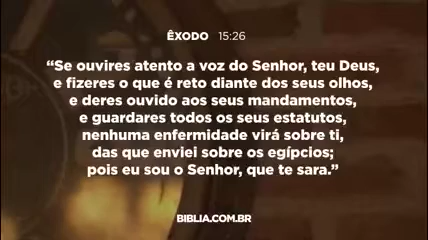 ÊXODO 15:26
“Se ouvires atento a voz do Senhor, teu Deus,
e fizeres o que é reto diante dos seus olhos,
e deres ouvido aos seus mandamentos,
e guardares todos os seus estatutos,
nenhuma enfermidade virá sobre ti,
das que enviei sobre os egípcios;
pois eu sou o Senhor, que te sara.”
BIBLIA.COM.BR